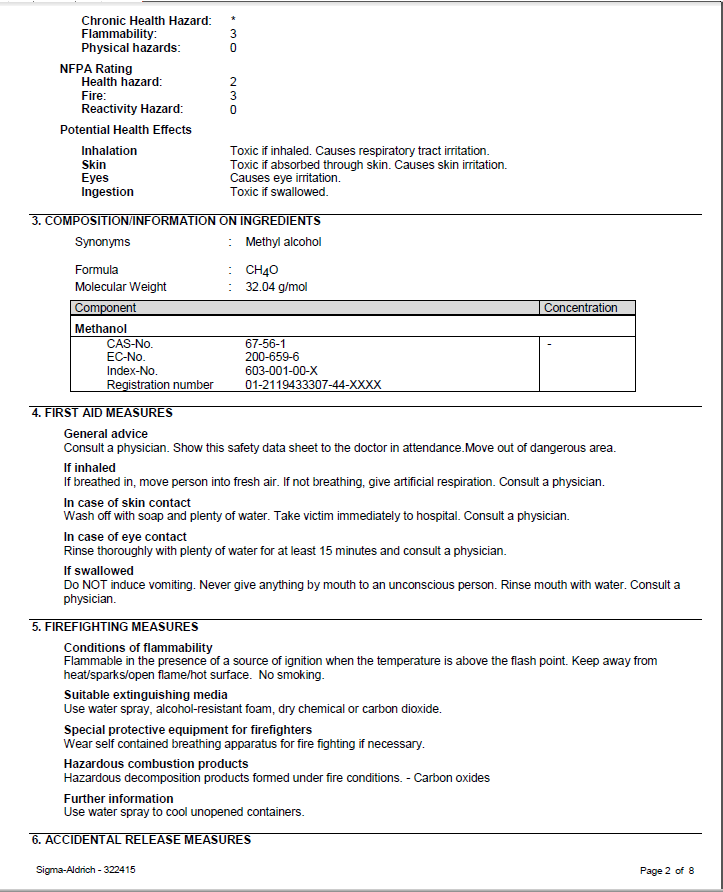 Chronic Health Hazard: *
Flammability: 3
Physical hazards: 0
NFPA Rating
Health hazard: 2
Fire: 3
Reactivity Hazard: 0
Potential Health Effects
Inhalation Toxic if inhaled. Causes respiratory tract irritation.
Skin Toxic if absorbed through skin. Causes skin irritation.
Eyes Causes eye irritation.
Ingestion Toxic if swallowed.
3. COMPOSITION/INFORMATION ON INGREDIENTS
Synonyms : Methyl alcohol
Formula : CH4O
Molecular Weight : 32.04 g/mol
Component Concentration
Methanol
CAS-No. 67-56-1 -
EC-No. 200-659-6
Index-No. 603-001-00-X
Registration number 01-2119433307-44-XXXX
4. FIRST AID MEASURES
General advice
Consult a physician. Show this safety data sheet to the doctor in attendance.Move out of dangerous area.
If inhaled
If breathed in, move person into fresh air. If not breathing, give artificial respiration. Consult a physician.
In case of skin contact
Wash off with soap and plenty of water. Take victim immediately to hospital. Consult a physician.
In case of eye contact
Rinse thoroughly with plenty of water for at least 15 minutes and consult a physician.
If swallowed
Do NOT induce vomiting. Never give anything by mouth to an unconscious person. Rinse mouth with water. Consult a
physician.
5. FIREFIGHTING MEASURES
Conditions of flammability
Flammable in the presence of a source of ignition when the temperature is above the flash point. Keep away from
heat/sparks/open flame/hot surface. No smoking.
Suitable extinguishing media
Use water spray, alcohol-resistant foam, dry chemical or carbon dioxide.
Special protective equipment for firefighters
Wear self contained breathing apparatus for fire fighting if necessary.
Hazardous combustion products
Hazardous decomposition products formed under fire conditions. - Carbon oxides
Further information
Use water spray to cool unopened containers.
6. ACCIDENTAL RELEASE MEASURES
Sigma-Aldrich - 322415 Page 2 of 8